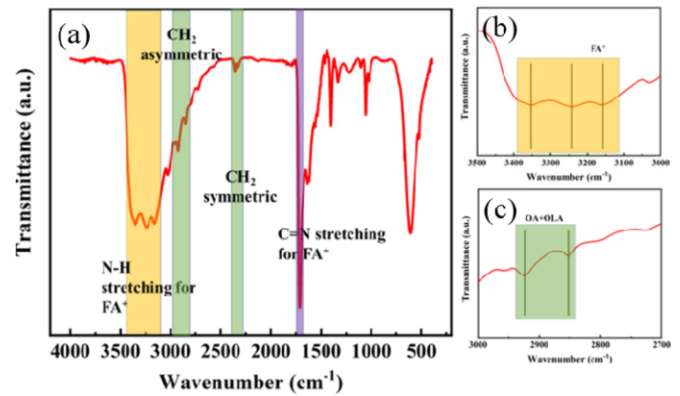 (a)
CH2
asymmetric
CH2
symmetric
C=N stretching
for FA+
N-H
stretching for
FA+
Transmittance (a.u.)
4000 3500 3000 2500 2000 1500 1000 500
Wavenumber (cm-1)
(b)
FA+
Transmittance (a.u.)
3500 3400 3300 3200 3100 3000
Wavenumber (cm-1)
(c)
OA+OLA
Transmittance (a.u.)
3000 2900 2800 2700
Wavenumber (cm-1)